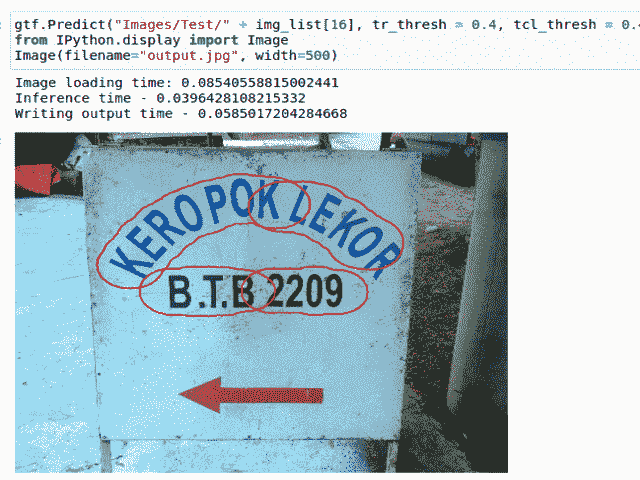 gtf.Predict("Images/Test/" + img_list[16], tr_thresh = 0.4, tcl_thresh = 0.4
from IPython.display import Image
Image(filename="output.jpg", width=500)
Image loading time: 0.08540558815002441
Inference time - 0.0396428108215332
Writing output time - 0.0585017204284668
KEROPOK LEKOR
B.T.B 2209